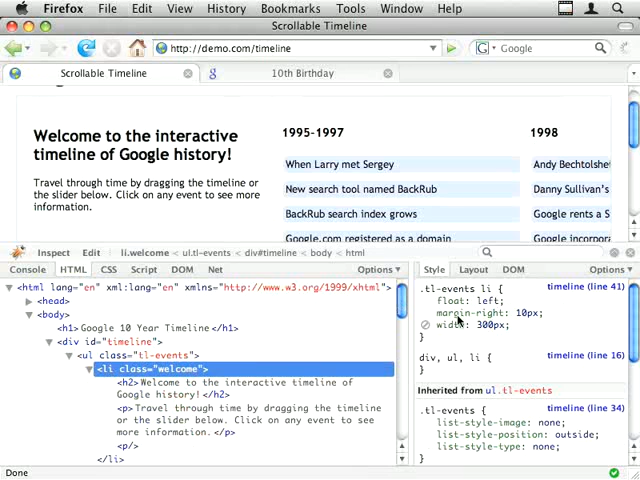 Firefox File Edit View History Bookmarks Tools Window Help
Scrollable Timeline
http://demo.com/timeline
Google
Scrollable Timeline
10th Birthday
Welcome to the interactive
timeline of Google history!
Travel through time by dragging the timeline or
the slider below. Click on any event to see more
information.
1995-1997
When Larry met Sergey
New search tool named BackRub
BackRub search index grows
Google.com registered as a domain
1998
Andy Bechtolshei
Danny Sullivan's
Google rents a S
Google incorpora
Inspect Edit li.welcome < ul.tl-events < div#timeline < body < html
Console HTML CSS Script DOM Net Options
<html lang="en" xml:lang="en" xmlns="http://www.w3.org/1999/xhtml">
<head>
<body>
<h1>Google 10 Year Timeline</h1>
<div id="timeline">
<ul class="tl-events">
<li class="welcome">
<h2>Welcome to the interactive timeline of
Google history!</h2>
<p>Travel through time by dragging the timeline
or the slider below. Click on any event to see
more information.</p>
<p/>
</li>
Style Layout DOM Options
.tl-events li { timeline (line 41)
float: left;
margin-right: 10px;
width: 300px;
}
div, ul, li { timeline (line 16)
}
Inherited from ul.tl-events
.tl-events { timeline (line 34)
list-style-image: none;
list-style-position: outside;
list-style-type: none;
}
Done